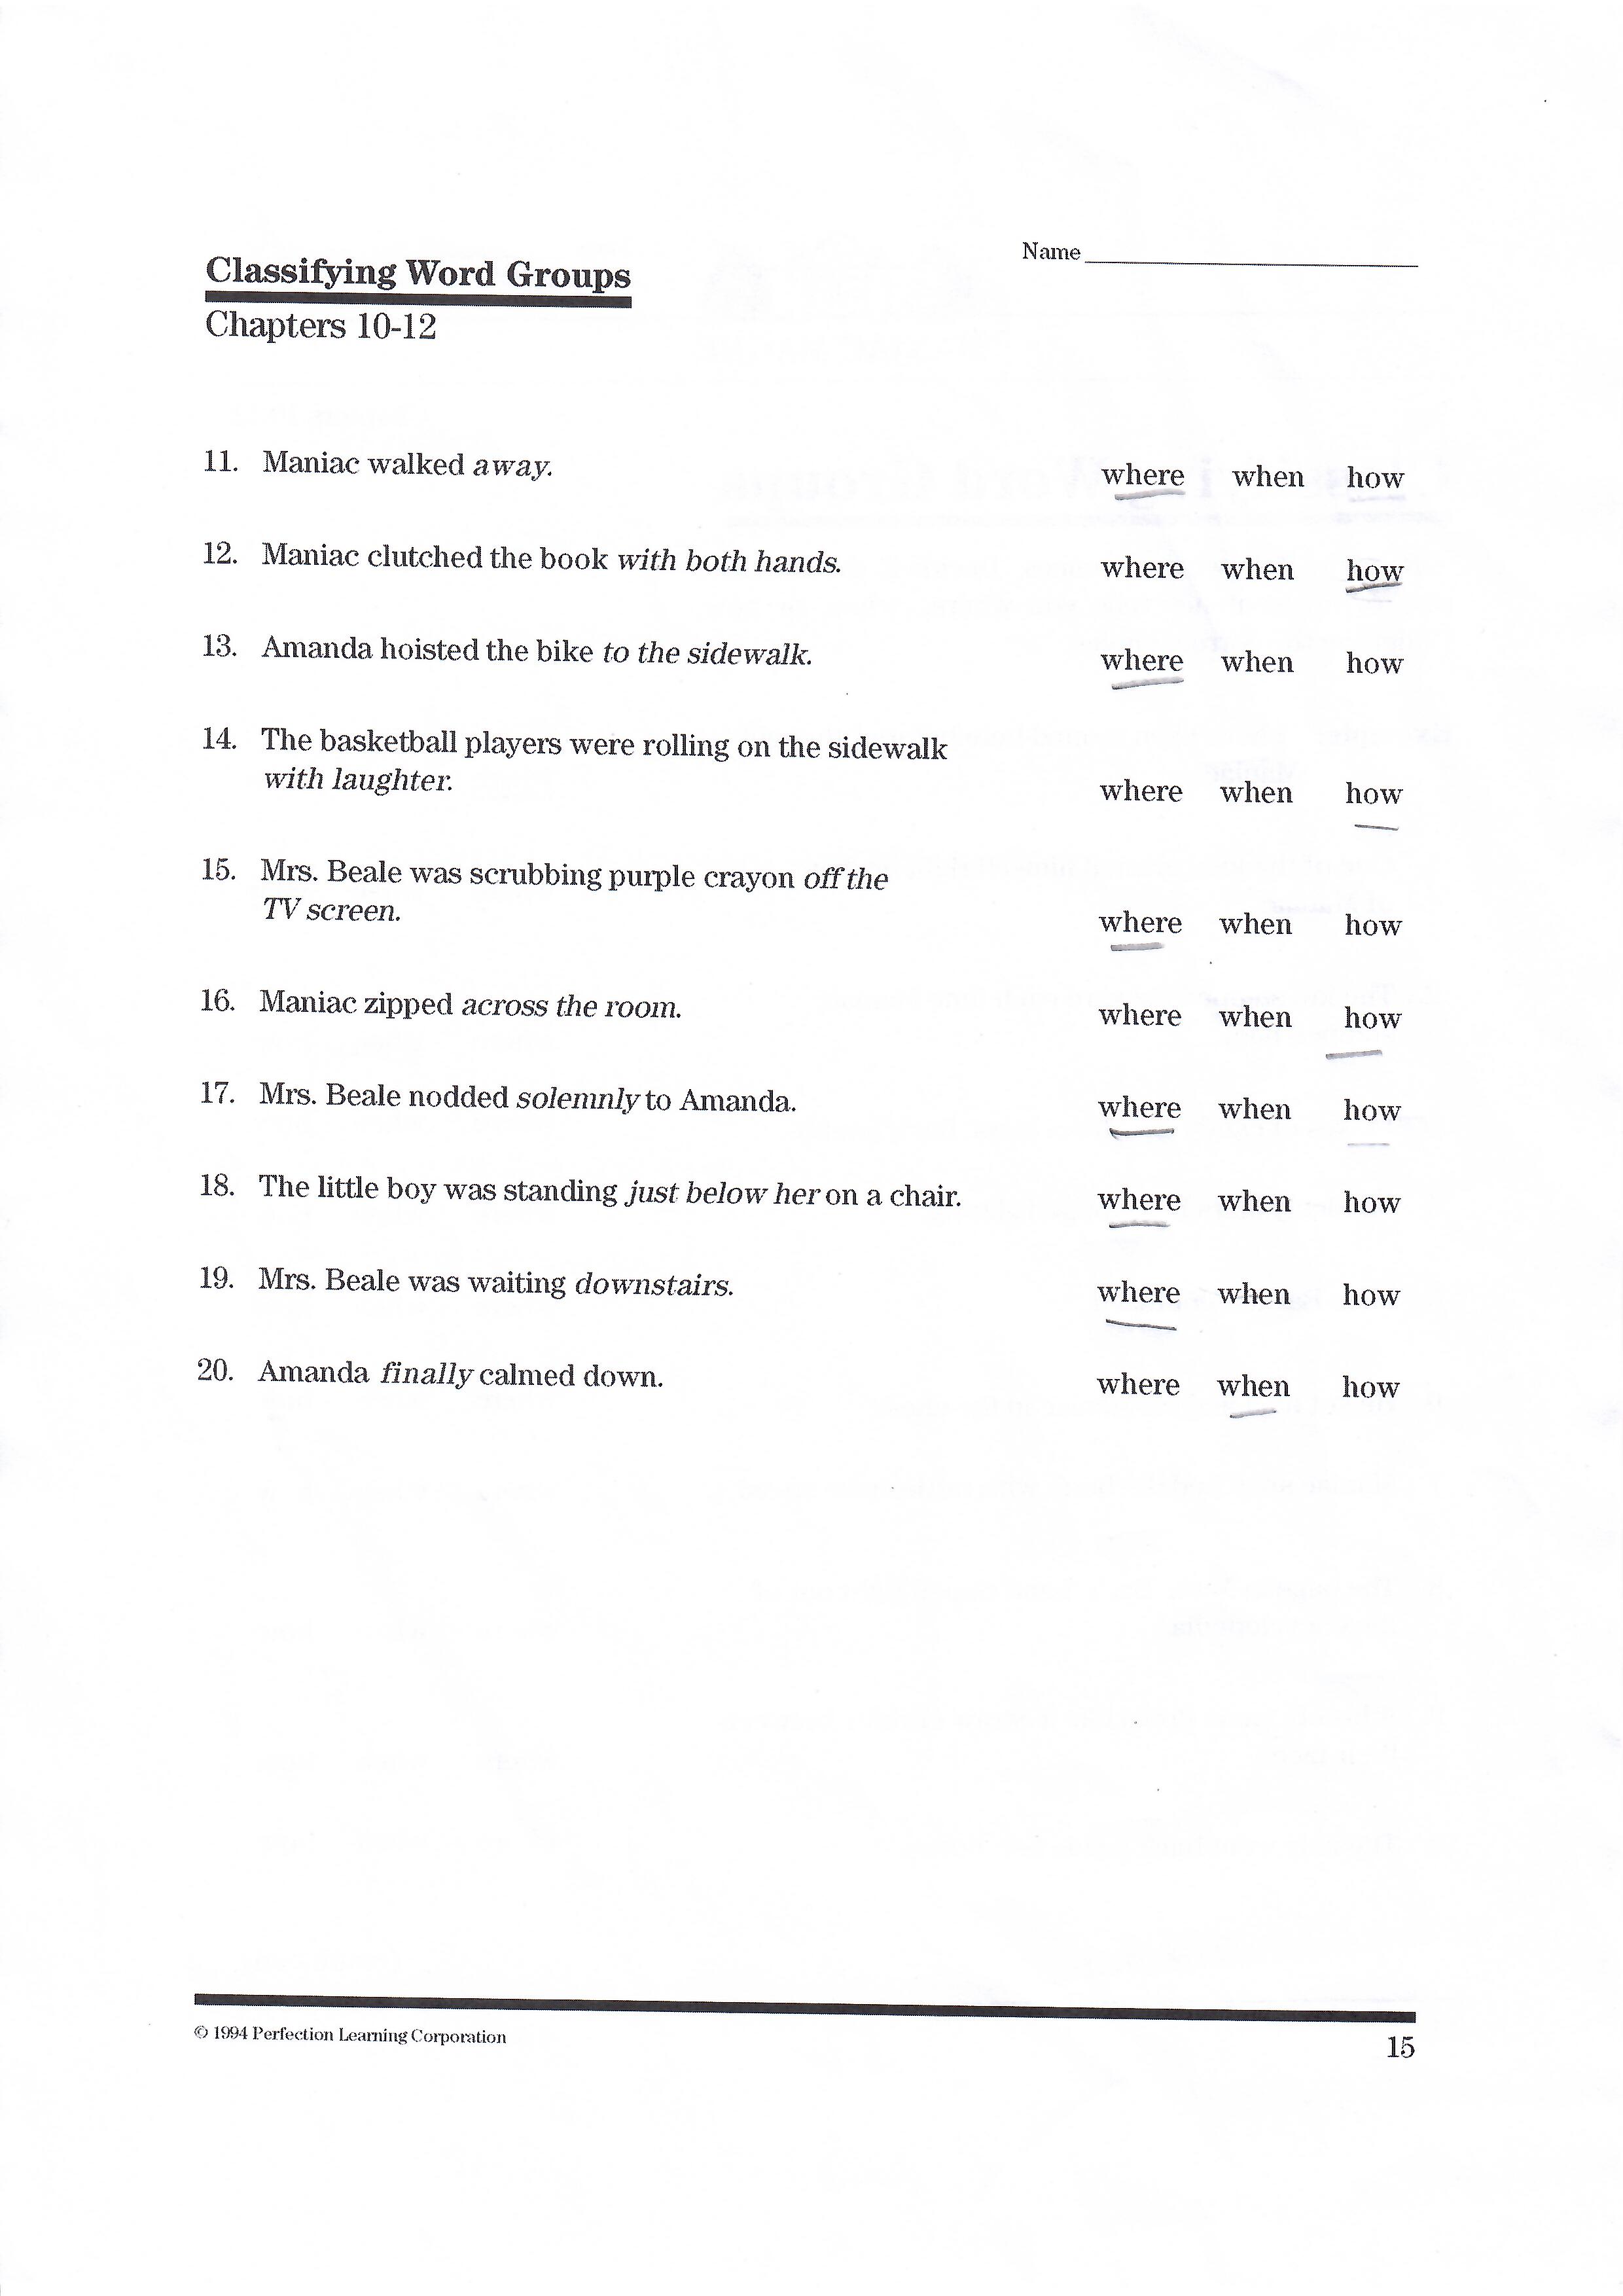 Name
Classifying Word Groups
Chapters 10-12
11. Maniac walked away. where when how
12. Maniac clutched the book with both hands. where when how
13. Amanda hoisted the bike to the sidewalk. where when how
14. The basketball players were rolling on the sidewalk
with laughter. where when how
15. Mrs. Beale was scrubbing purple crayon off the
TV screen. where when how
16. Maniac zipped across the room. where when how
17. Mrs. Beale nodded solemnly to Amanda. where when how
18. The little boy was standing just below her on a chair. where when how
19. Mrs. Beale was waiting downstairs. where when how
20. Amanda finally calmed down. where when how
© 1994 Perfection Learning Corporation
15